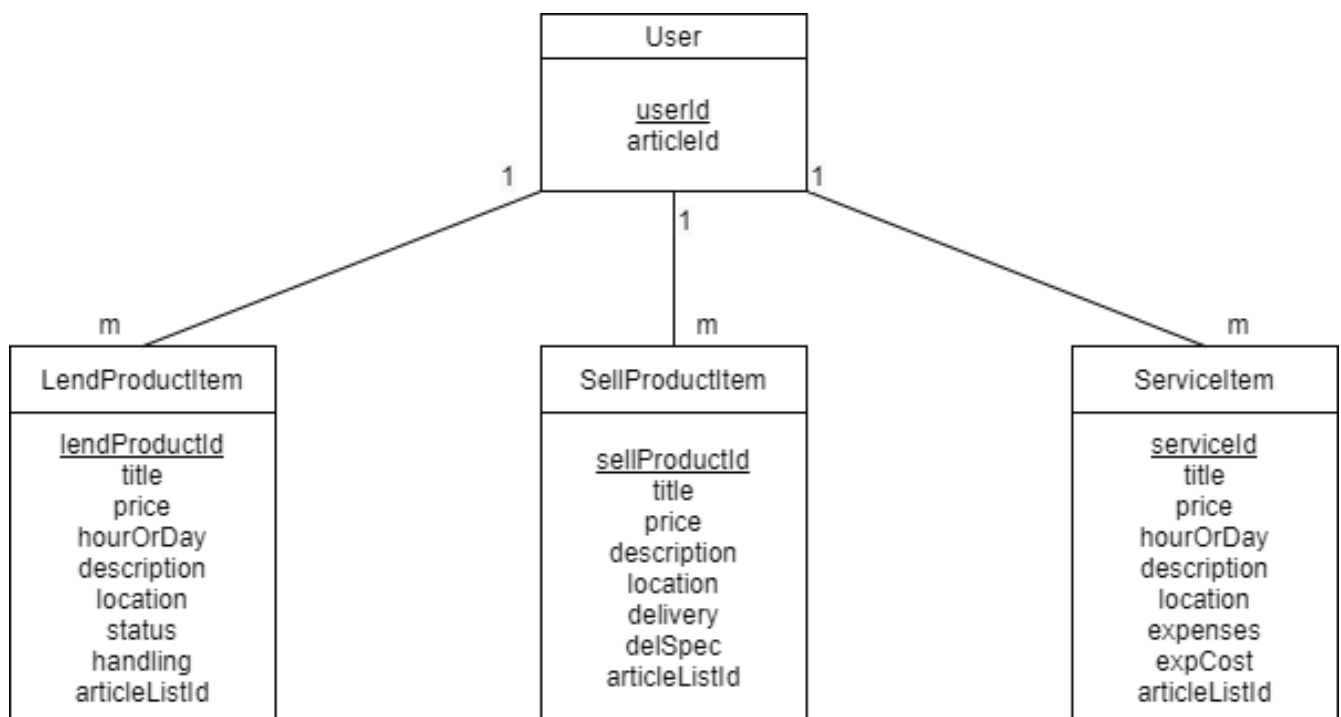 User
userId
articleId
1
1
1
m
m
m
LendProductItem
lendProductId
title
price
hourOrDay
description
location
status
handling
articleListId
SellProductItem
sellProductId
title
price
description
location
delivery
delSpec
articleListId
ServiceItem
serviceId
title
price
hourOrDay
description
location
expenses
expCost
articleListId